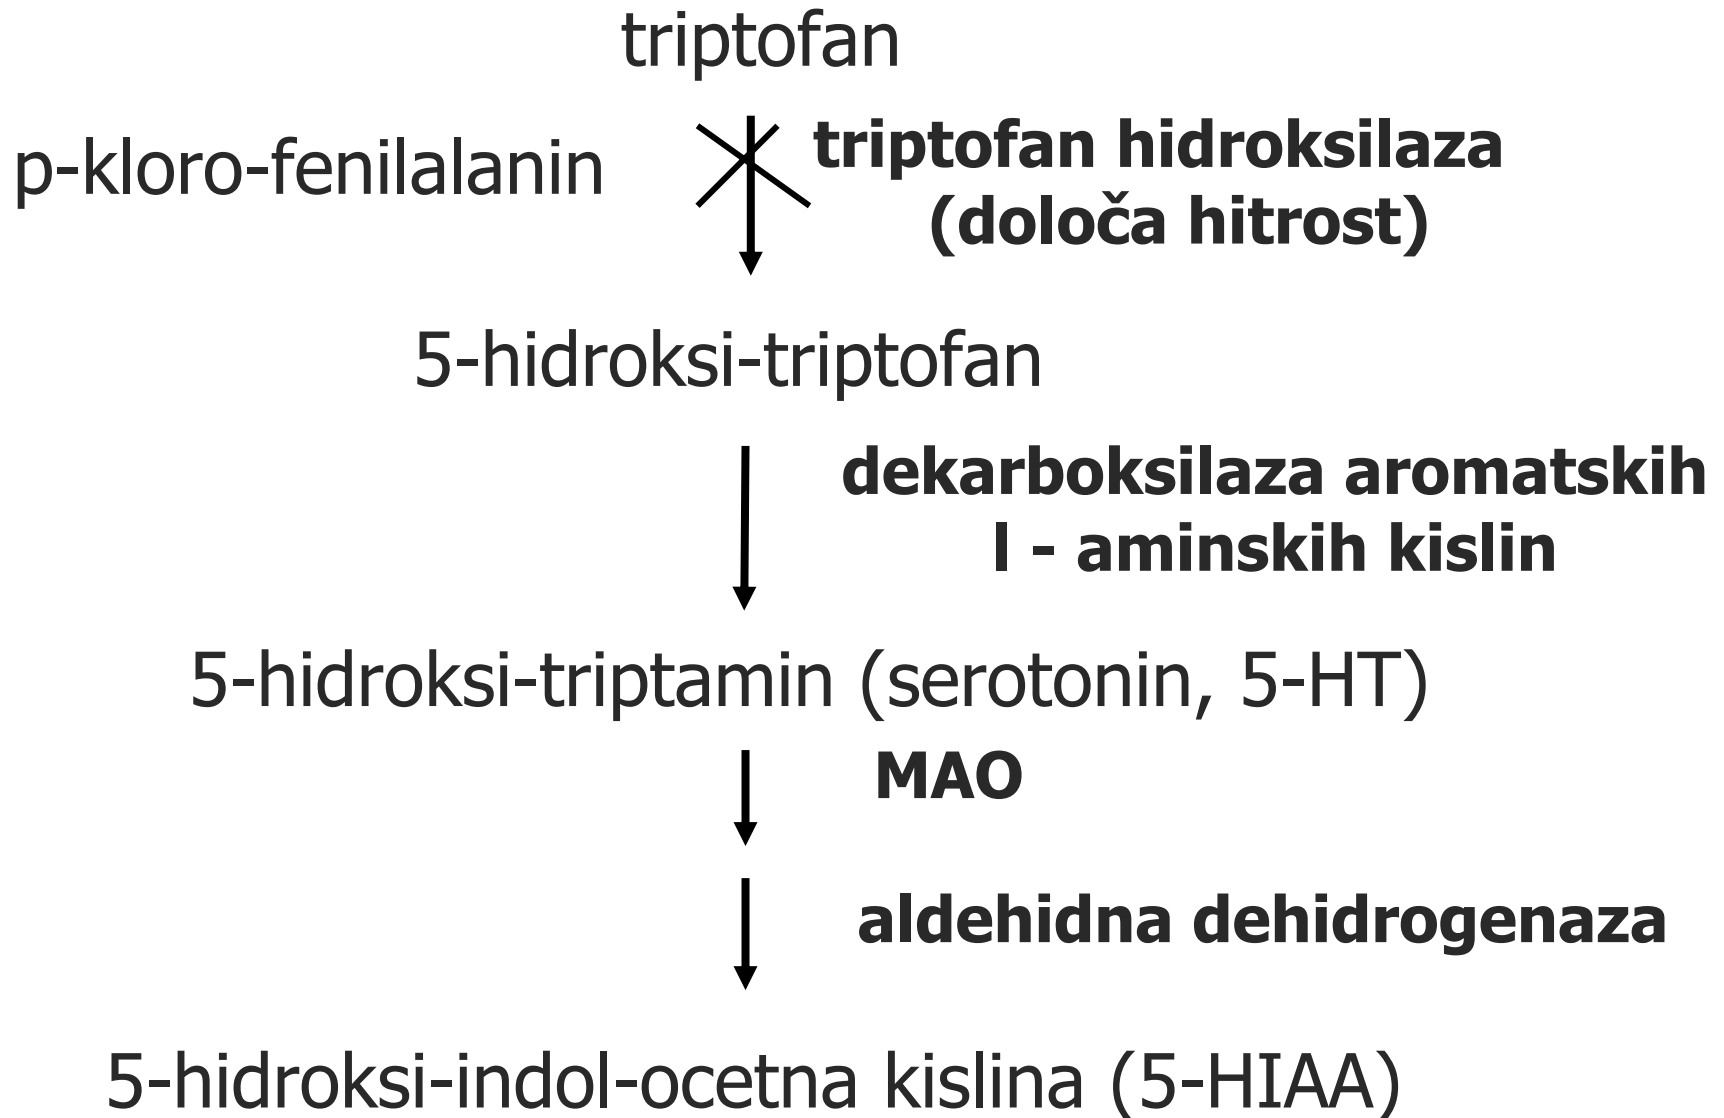 triptofan
p-kloro-fenilalanin
triptofan hidroksilaza
(določa hitrost)
5-hidroksi-triptofan
dekarboksilaza aromatskih
l - aminskih kislin
5-hidroksi-triptamin (serotonin, 5-HT)
MAO
aldehidna dehidrogenaza
5-hidroksi-indol-ocetna kislina (5-HIAA)